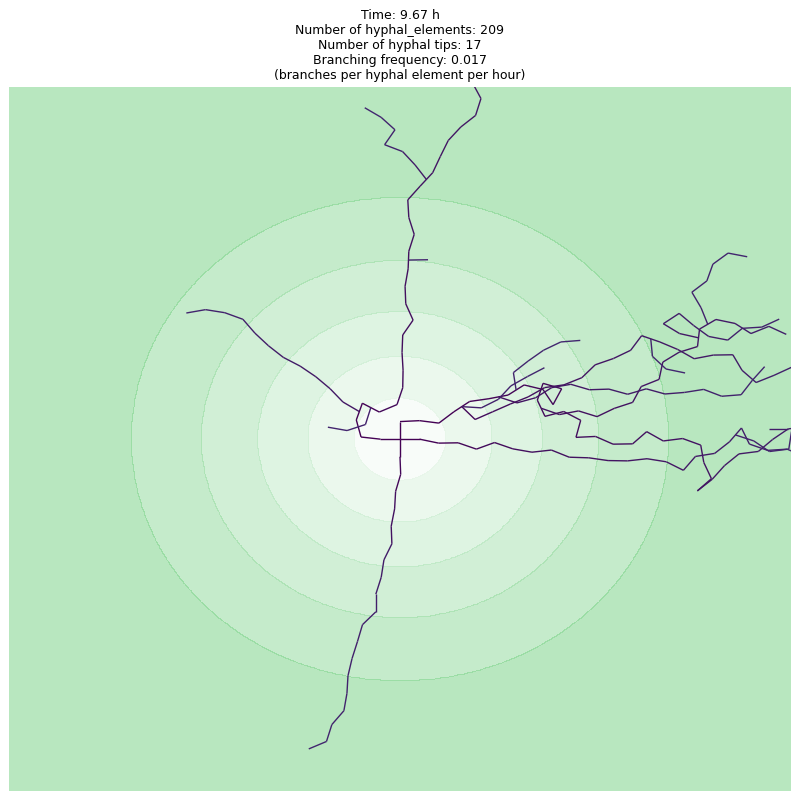 Time: 9.67 h
Number of hyphal_elements: 209
Number of hyphal tips: 17
Branching frequency: 0.017
(branches per hyphal element per hour)